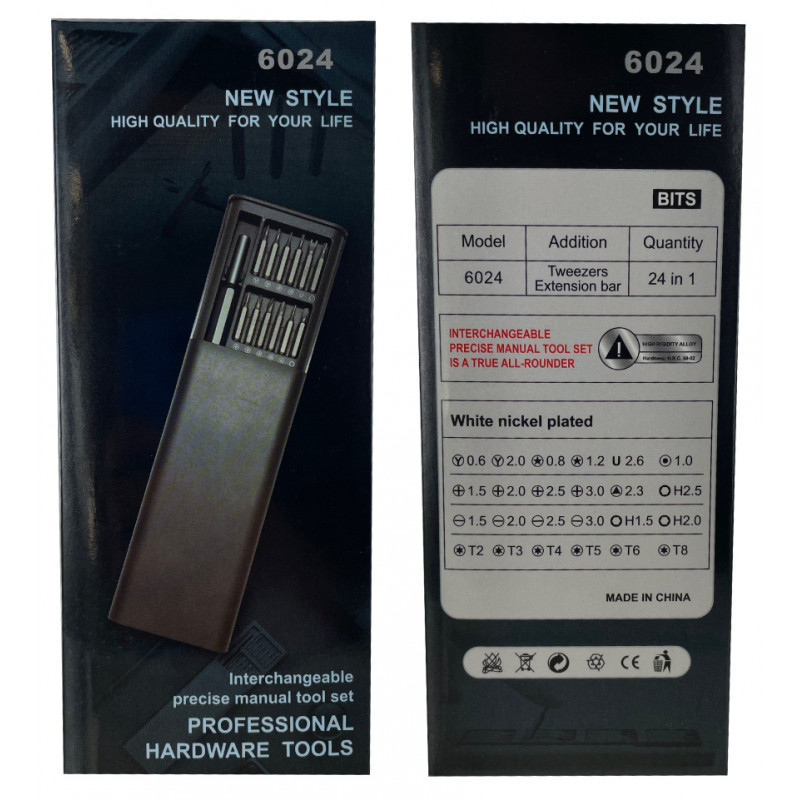 6024
NEW STYLE
HIGH QUALITY FOR YOUR LIFE
Interchangeable
precise manual tool set
PROFESSIONAL
HARDWARE TOOLS
6024
NEW STYLE
HIGH QUALITY FOR YOUR LIFE
BITS
Model Addition Quantity
6024 Tweezers Extension bar 24 in 1
INTERCHANGEABLE
PRECISE MANUAL TOOL SET
IS A TRUE ALL-ROUNDER
White nickel plated
0.6 2.0 0.8 1.2 U 2.6 1.0
1.5 2.0 2.5 3.0 2.3 H2.5
1.5 2.0 2.5 3.0 H1.5 H2.0
T2 T3 T4 T5 T6 T8
MADE IN CHINA
CE